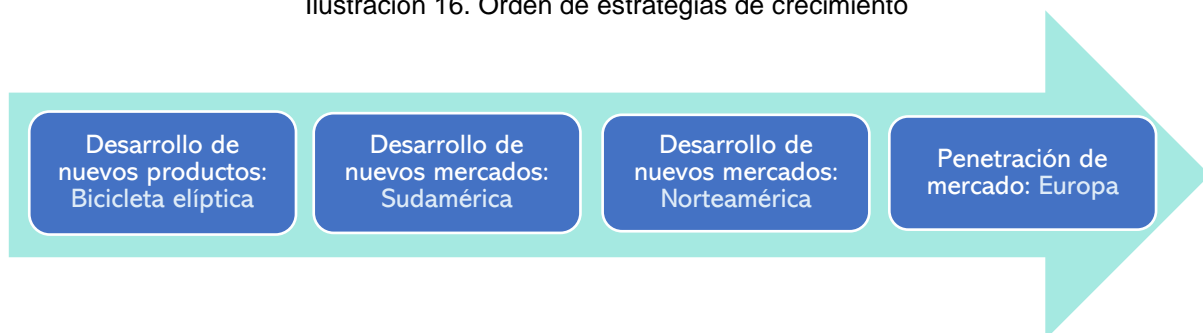 Ilustración 16. Orden de estrategias de crecimiento
Desarrollo de
nuevos productos:
Bicicleta elíptica
Desarrollo de
nuevos mercados:
Sudamérica
Desarrollo de
nuevos mercados:
Norteamérica
Penetración de
mercado: Europa